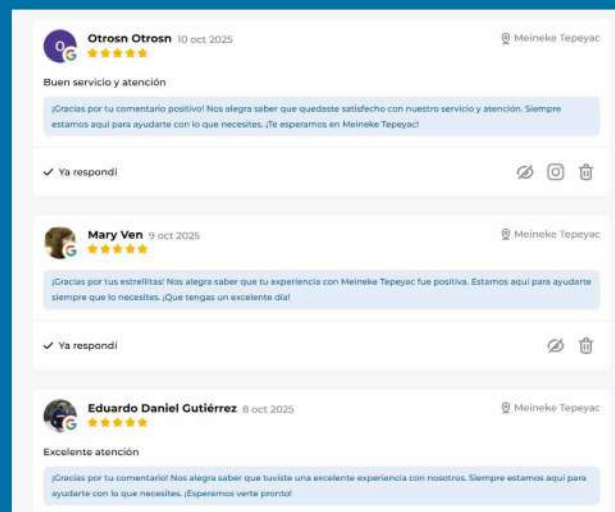 Otrosn Otrosn 10 oct 2025
Meineke Tepeyac
Buen servicio y atención
¡Gracias por tu comentario positivo! Nos alegra saber que quedaste satisfecho con nuestro servicio y atención. Siempre
estamos aquí para ayudarte con lo que necesites. ¡Te esperamos en Meineke Tepeyac!
Ya respondí
Mary Ven 9 oct 2025
Meineke Tepeyac
¡Gracias por tus estrellitas! Nos alegra saber que tu experiencia con Meineke Tepeyac fue positiva. Estamos aquí para ayudarte
siempre que lo necesites. ¡Que tengas un excelente día!
Ya respondí
Eduardo Daniel Gutiérrez 8 oct 2025
Meineke Tepeyac
Excelente atención
¡Gracias por tu comentario! Nos alegra saber que tuviste una excelente experiencia con nosotros. Siempre estamos aquí para
ayudarte con lo que necesites. ¡Esperamos verte pronto!